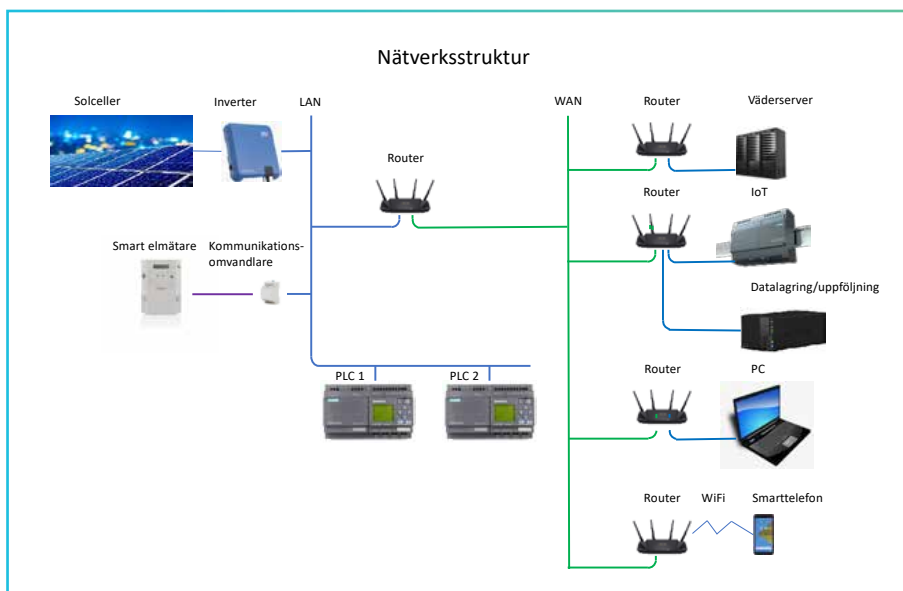 Nätverksstruktur
Solceller
Inverter
LAN
WAN
Router
Väderserver
Router
Router
IoT
Smart elmätare
Kommunikations-
omvandlare
Datalagring/uppföljning
PLC 1
PLC 2
Router
PC
Router
WiFi
Smarttelefon